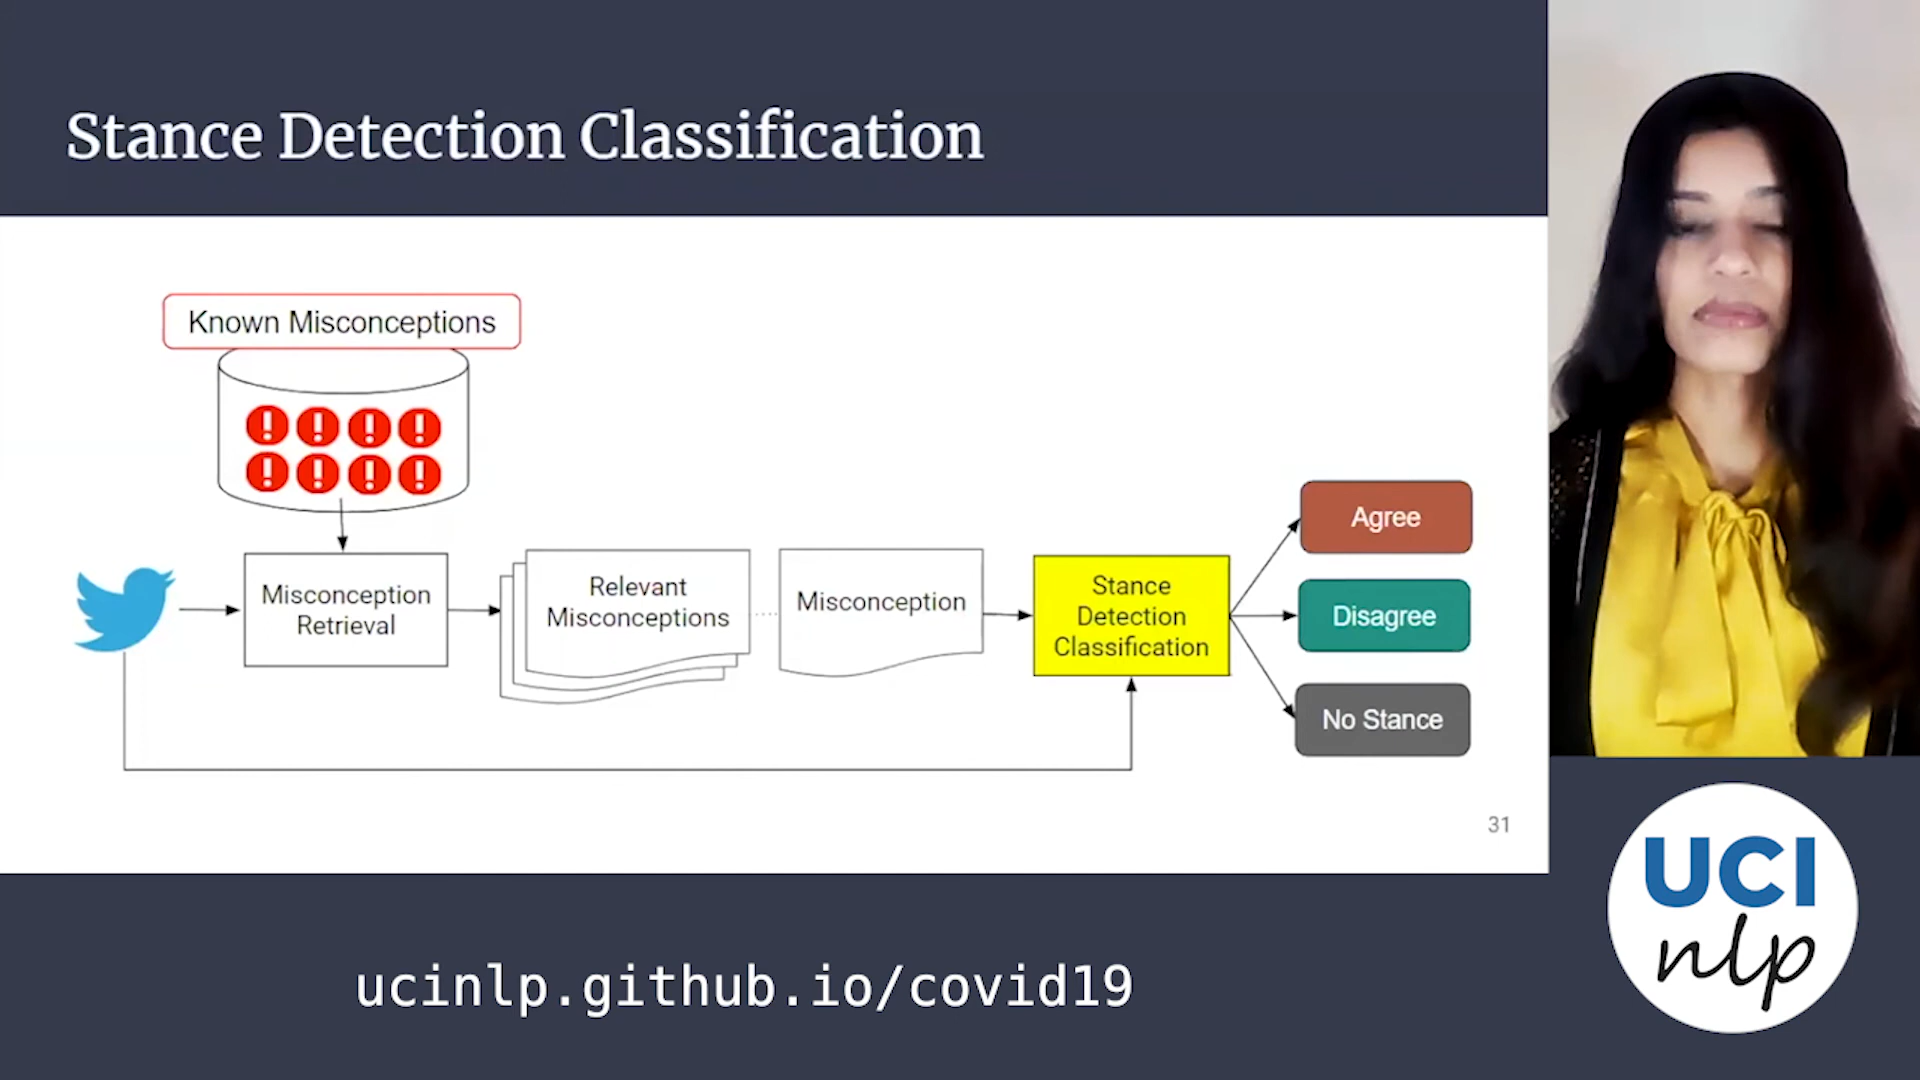 Stance Detection Classification
Known Misconceptions
! ! ! !
! ! ! !
Misconception
Retrieval
Relevant
Misconceptions
Misconception
Stance
Detection
Classification
Agree
Disagree
No Stance
31
ucinlp.github.io/covid19
UCI
nlp